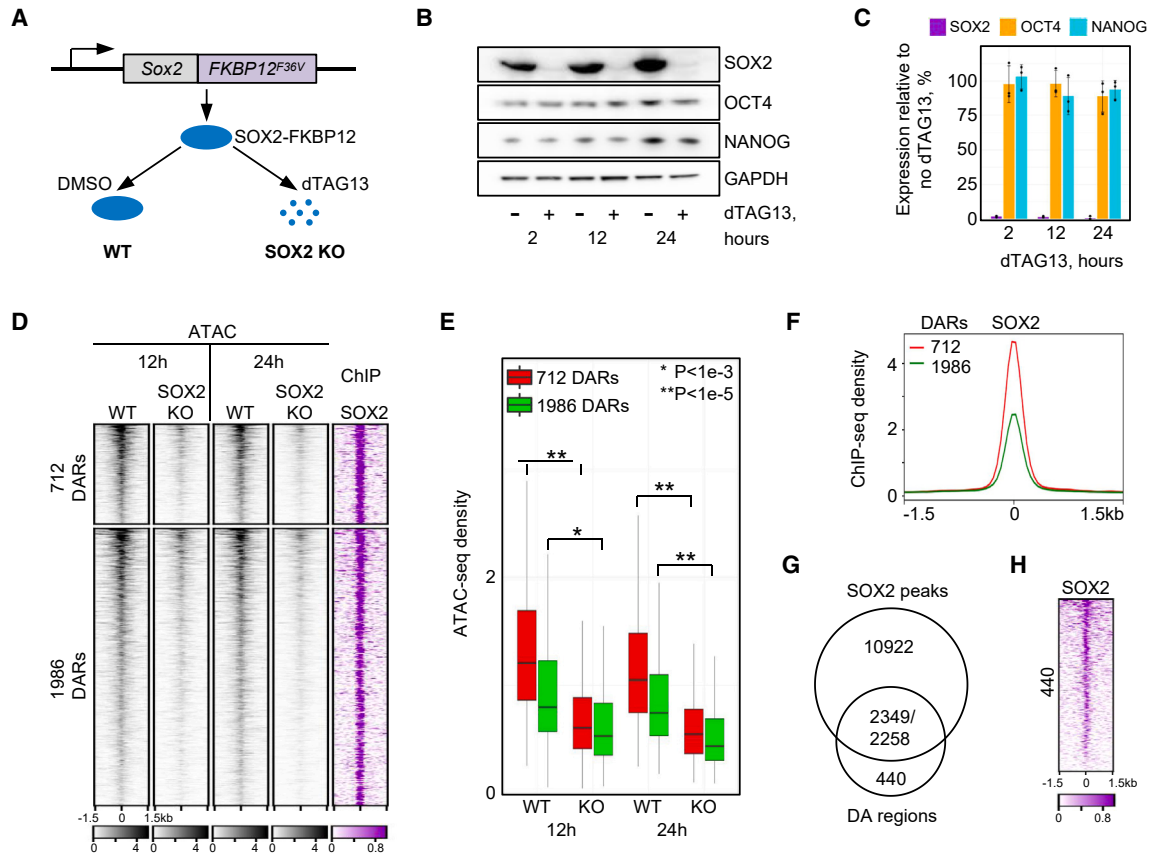 A
Sox2
FKBP12F36V
SOX2-FKBP12
DMSO
dTAG13
WT
SOX2 KO
B
SOX2
OCT4
NANOG
GAPDH
- + - + - + dTAG13,
2 12 24 hours
C
SOX2 OCT4 NANOG
Expression relative to
no dTAG13, %
100
75
50
25
0
2 12 24
dTAG13, hours
D
ATAC
12h 24h
ChIP
WT SOX2 KO WT SOX2 KO SOX2
712
DARs
1986
DARs
-1.5 0 1.5kb
0 4 0 4 0 4 0 4 0 0.8
E
712 DARs
1986 DARs
* P<1e-3
**P<1e-5
**
*
**
**
ATAC-seq density
2
0
WT KO WT KO
12h 24h
F
DARs SOX2
712
1986
ChIP-seq density
4
2
0
-1.5 0 1.5kb
G
SOX2 peaks
10922
2349/
2258
440
DA regions
H
SOX2
440
-1.5 0 1.5kb
0 0.8